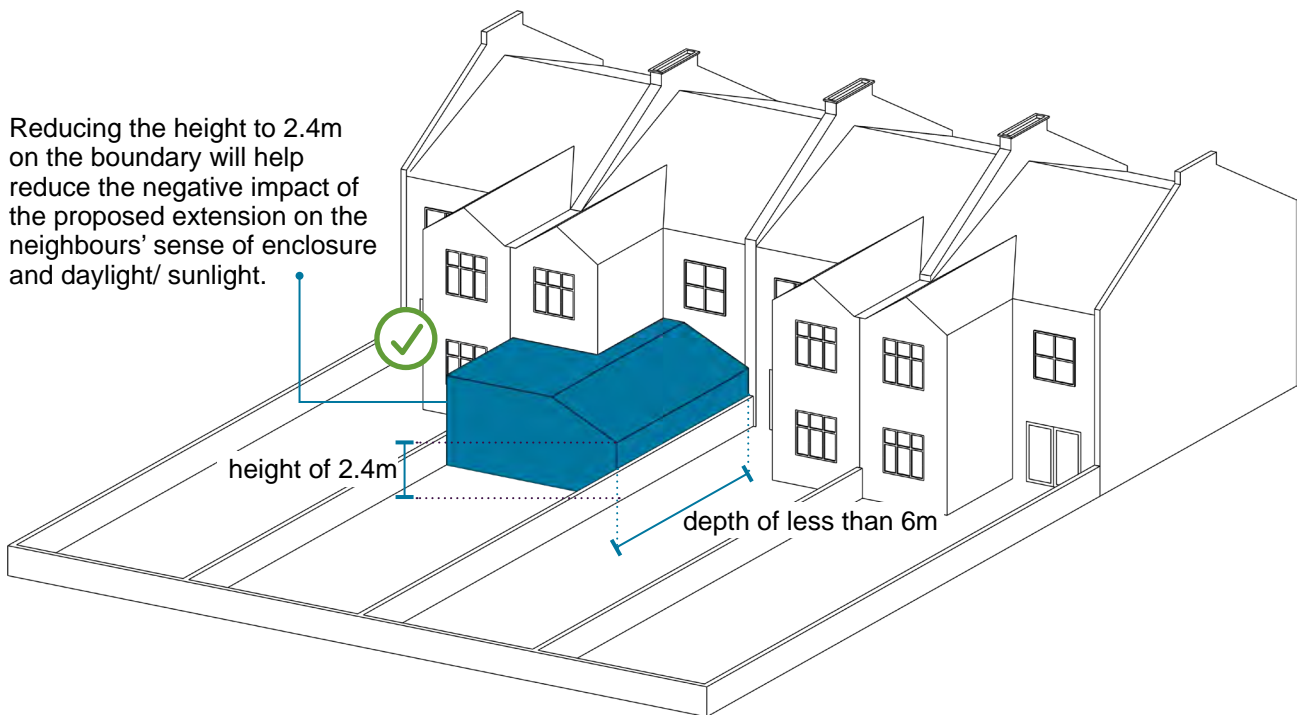 Reducing the height to 2.4m
on the boundary will help
reduce the negative impact of
the proposed extension on the
neighbours’ sense of enclosure
and daylight/ sunlight.
height of 2.4m
depth of less than 6m